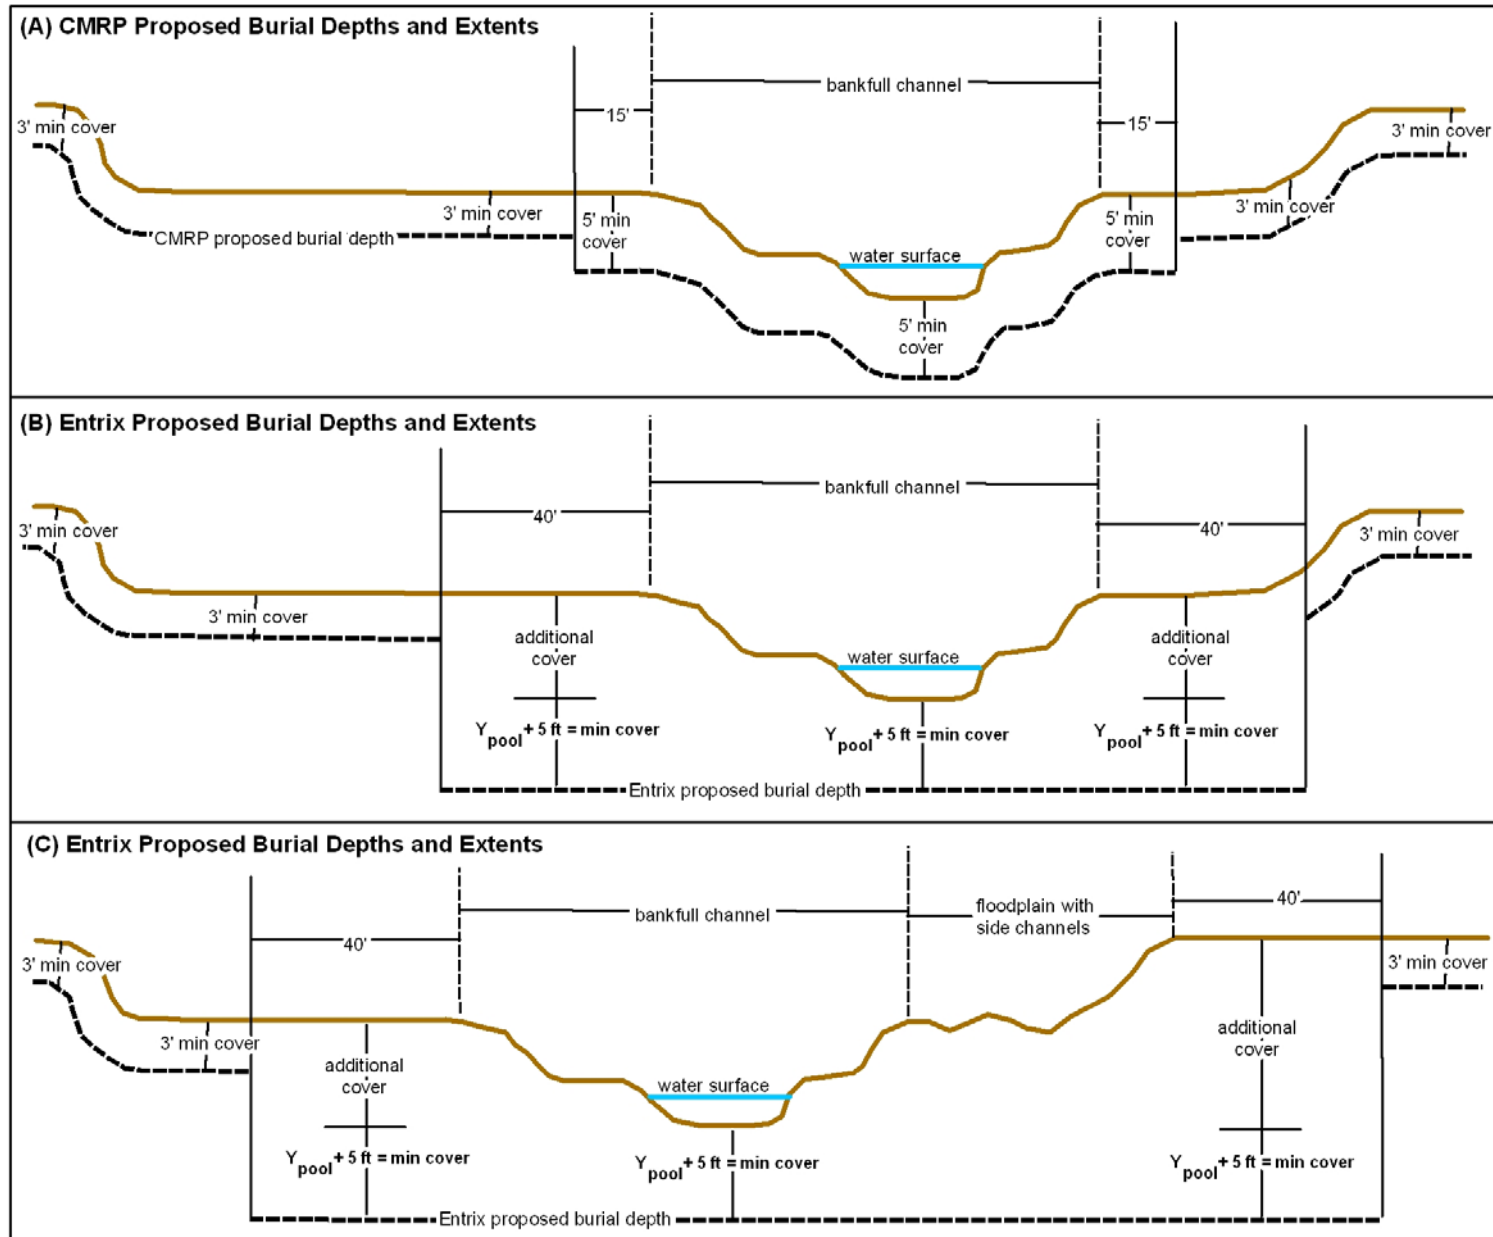 (A) CMRP Proposed Burial Depths and Extents
bankfull channel
15'
15'
3' min cover
3' min cover
3' min cover
5' min
cover
5' min
cover
3' min cover
CMRP proposed burial depth
water surface
5' min
cover
(B) Entrix Proposed Burial Depths and Extents
bankfull channel
40'
40'
3' min cover
3' min cover
3' min cover
additional
cover
additional
cover
water surface
Ypool + 5 ft = min cover
Ypool + 5 ft = min cover
Ypool + 5 ft = min cover
Entrix proposed burial depth
(C) Entrix Proposed Burial Depths and Extents
bankfull channel
floodplain with
side channels
40'
40'
3' min cover
3' min cover
3' min cover
additional
cover
additional
cover
water surface
Ypool + 5 ft = min cover
Ypool + 5 ft = min cover
Ypool + 5 ft = min cover
Entrix proposed burial depth